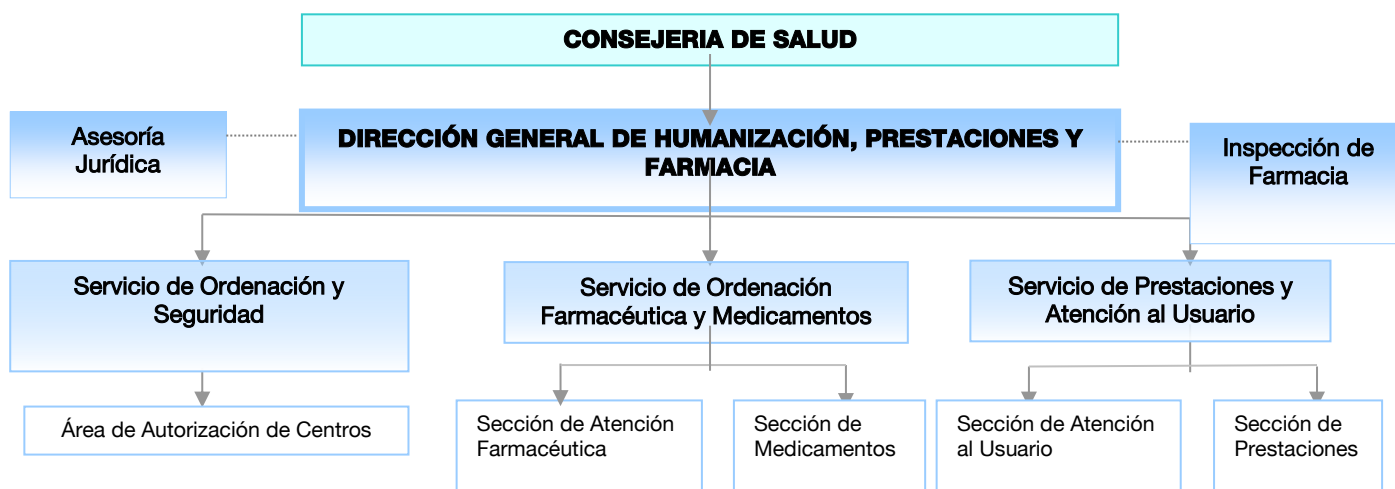 CONSEJERIA DE SALUD
Asesoría
Jurídica
DIRECCIÓN GENERAL DE HUMANIZACIÓN, PRESTACIONES Y
FARMACIA
Inspección de
Farmacia
Servicio de Ordenación y
Seguridad
Servicio de Ordenación
Farmacéutica y Medicamentos
Servicio de Prestaciones y
Atención al Usuario
Área de Autorización de Centros
Sección de Atención
Farmacéutica
Sección de
Medicamentos
Sección de Atención
al Usuario
Sección de
Prestaciones